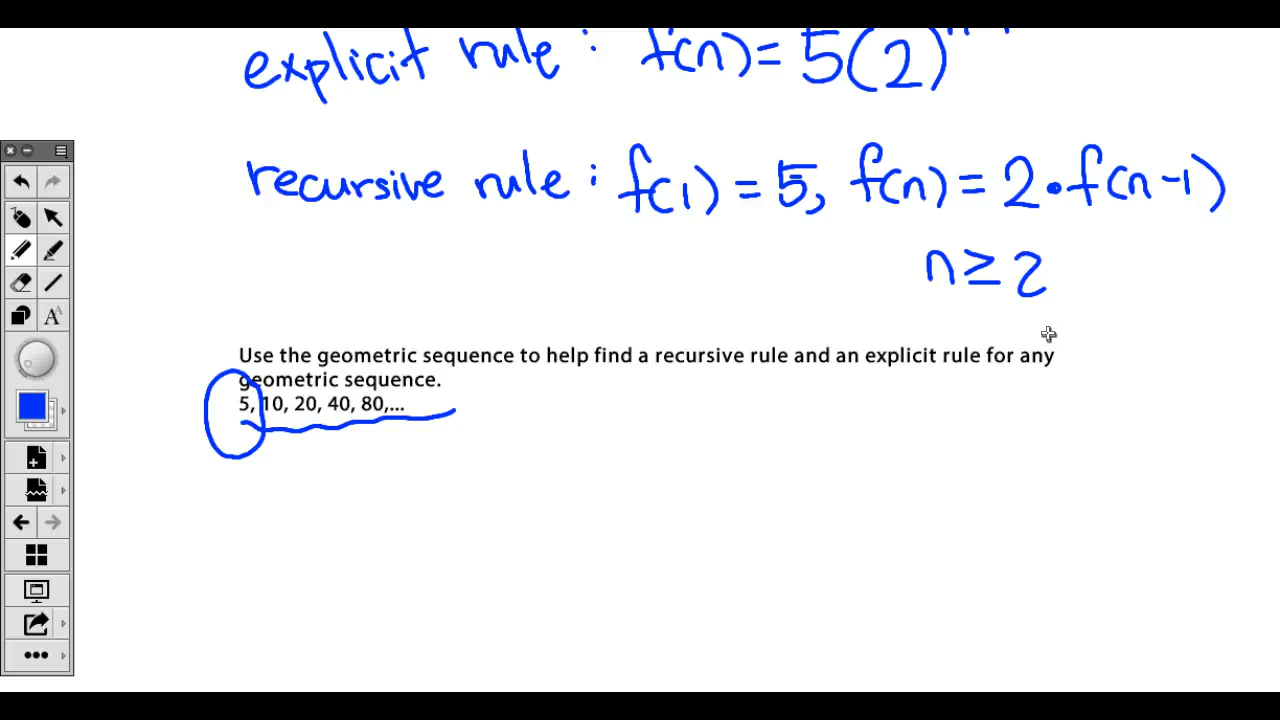 explicit rule : f(n) = 5(2)^n-1
recursive rule : f(1) = 5, f(n) = 2 • f(n-1)
n ≥ 2
Use the geometric sequence to help find a recursive rule and an explicit rule for any
geometric sequence.
5, 10, 20, 40, 80,...